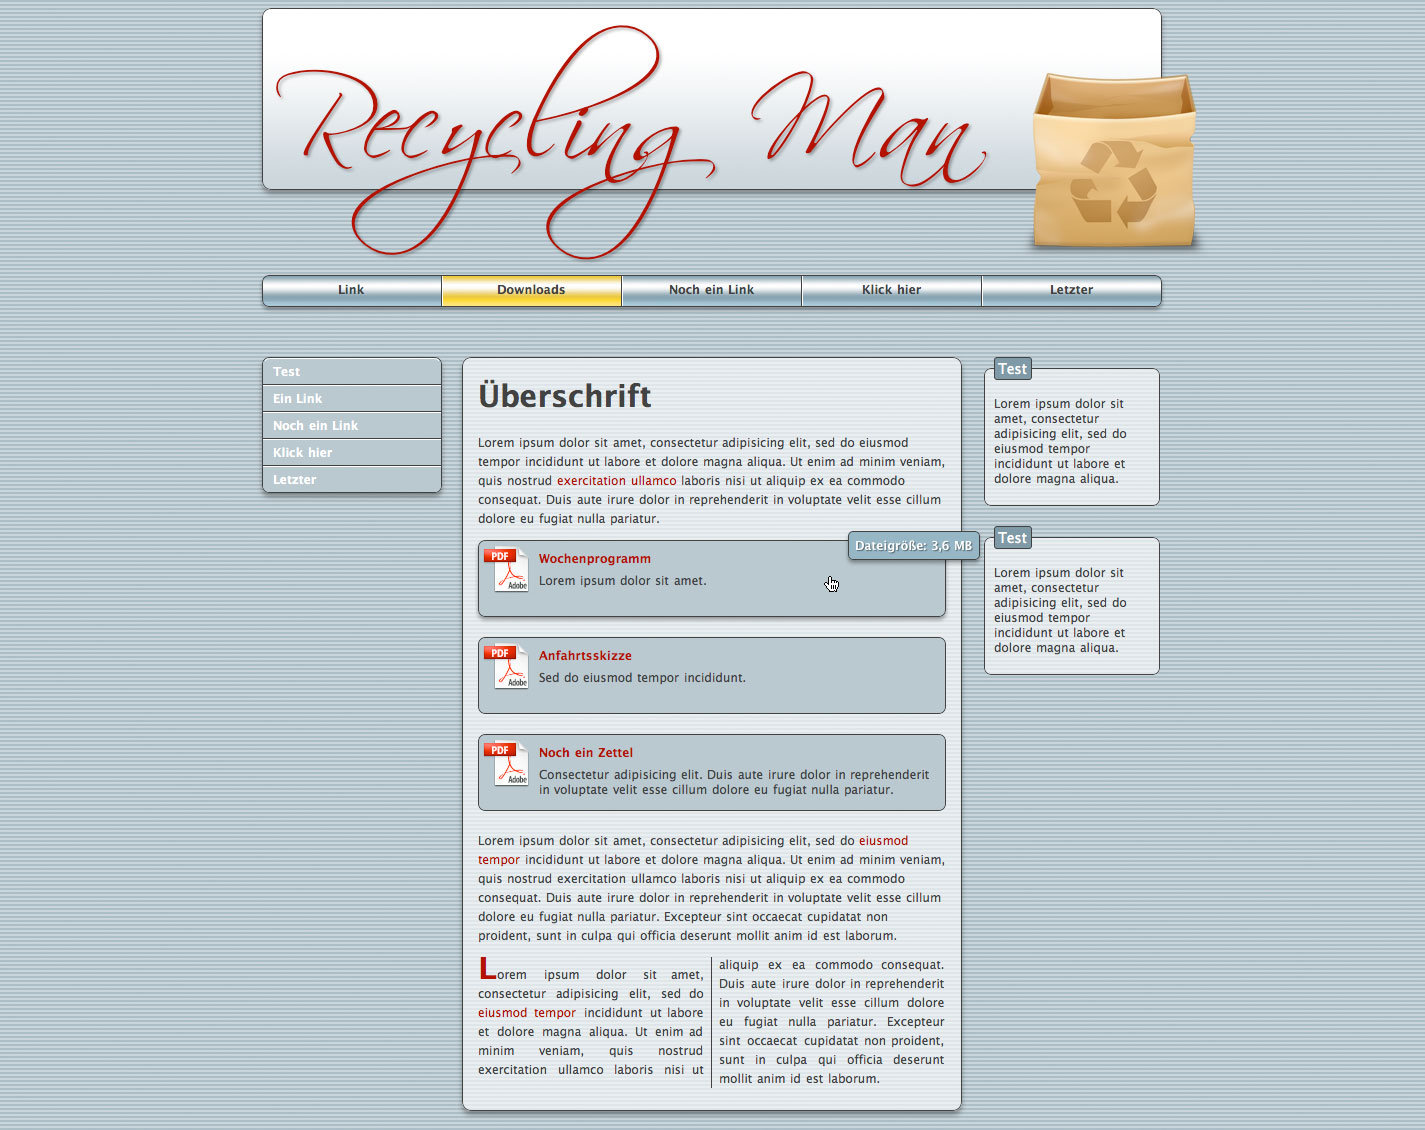 Recycling Man
Link
Downloads
Noch ein Link
Klick hier
Letzter
Test
Ein Link
Noch ein Link
Klick hier
Letzter
Überschrift
Lorem ipsum dolor sit amet, consectetur adipisicing elit, sed do eiusmod
tempor incididunt ut labore et dolore magna aliqua. Ut enim ad minim veniam,
quis nostrud exercitation ullamco laboris nisi ut aliquip ex ea commodo
consequat. Duis aute irure dolor in reprehenderit in voluptate velit esse cillum
dolore eu fugiat nulla pariatur.
Dateigröße: 3,6 MB
PDF
Adobe
Wochenprogramm
Lorem ipsum dolor sit amet.
PDF
Adobe
Anfahrtsskizze
Sed do eiusmod tempor incididunt.
PDF
Adobe
Noch ein Zettel
Consectetur adipisicing elit. Duis aute irure dolor in reprehenderit
in voluptate velit esse cillum dolore eu fugiat nulla pariatur.
Lorem ipsum dolor sit amet, consectetur adipisicing elit, sed do eiusmod
tempor incididunt ut labore et dolore magna aliqua. Ut enim ad minim veniam,
quis nostrud exercitation ullamco laboris nisi ut aliquip ex ea commodo
consequat. Duis aute irure dolor in reprehenderit in voluptate velit esse cillum
dolore eu fugiat nulla pariatur. Excepteur sint occaecat cupidatat non
proident, sunt in culpa qui officia deserunt mollit anim id est laborum.
Lorem ipsum dolor sit amet,
consectetur adipisicing elit, sed do
eiusmod tempor incididunt ut labore
et dolore magna aliqua. Ut enim ad
minim veniam, quis nostrud
exercitation ullamco laboris nisi ut
aliquip ex ea commodo consequat.
Duis aute irure dolor in reprehenderit
in voluptate velit esse cillum dolore
eu fugiat nulla pariatur. Excepteur
sint occaecat cupidatat non proident,
sunt in culpa qui officia deserunt
mollit anim id est laborum.
Test
Lorem ipsum dolor sit
amet, consectetur
adipisicing elit, sed do
eiusmod tempor
incididunt ut labore et
dolore magna aliqua.
Test
Lorem ipsum dolor sit
amet, consectetur
adipisicing elit, sed do
eiusmod tempor
incididunt ut labore et
dolore magna aliqua.